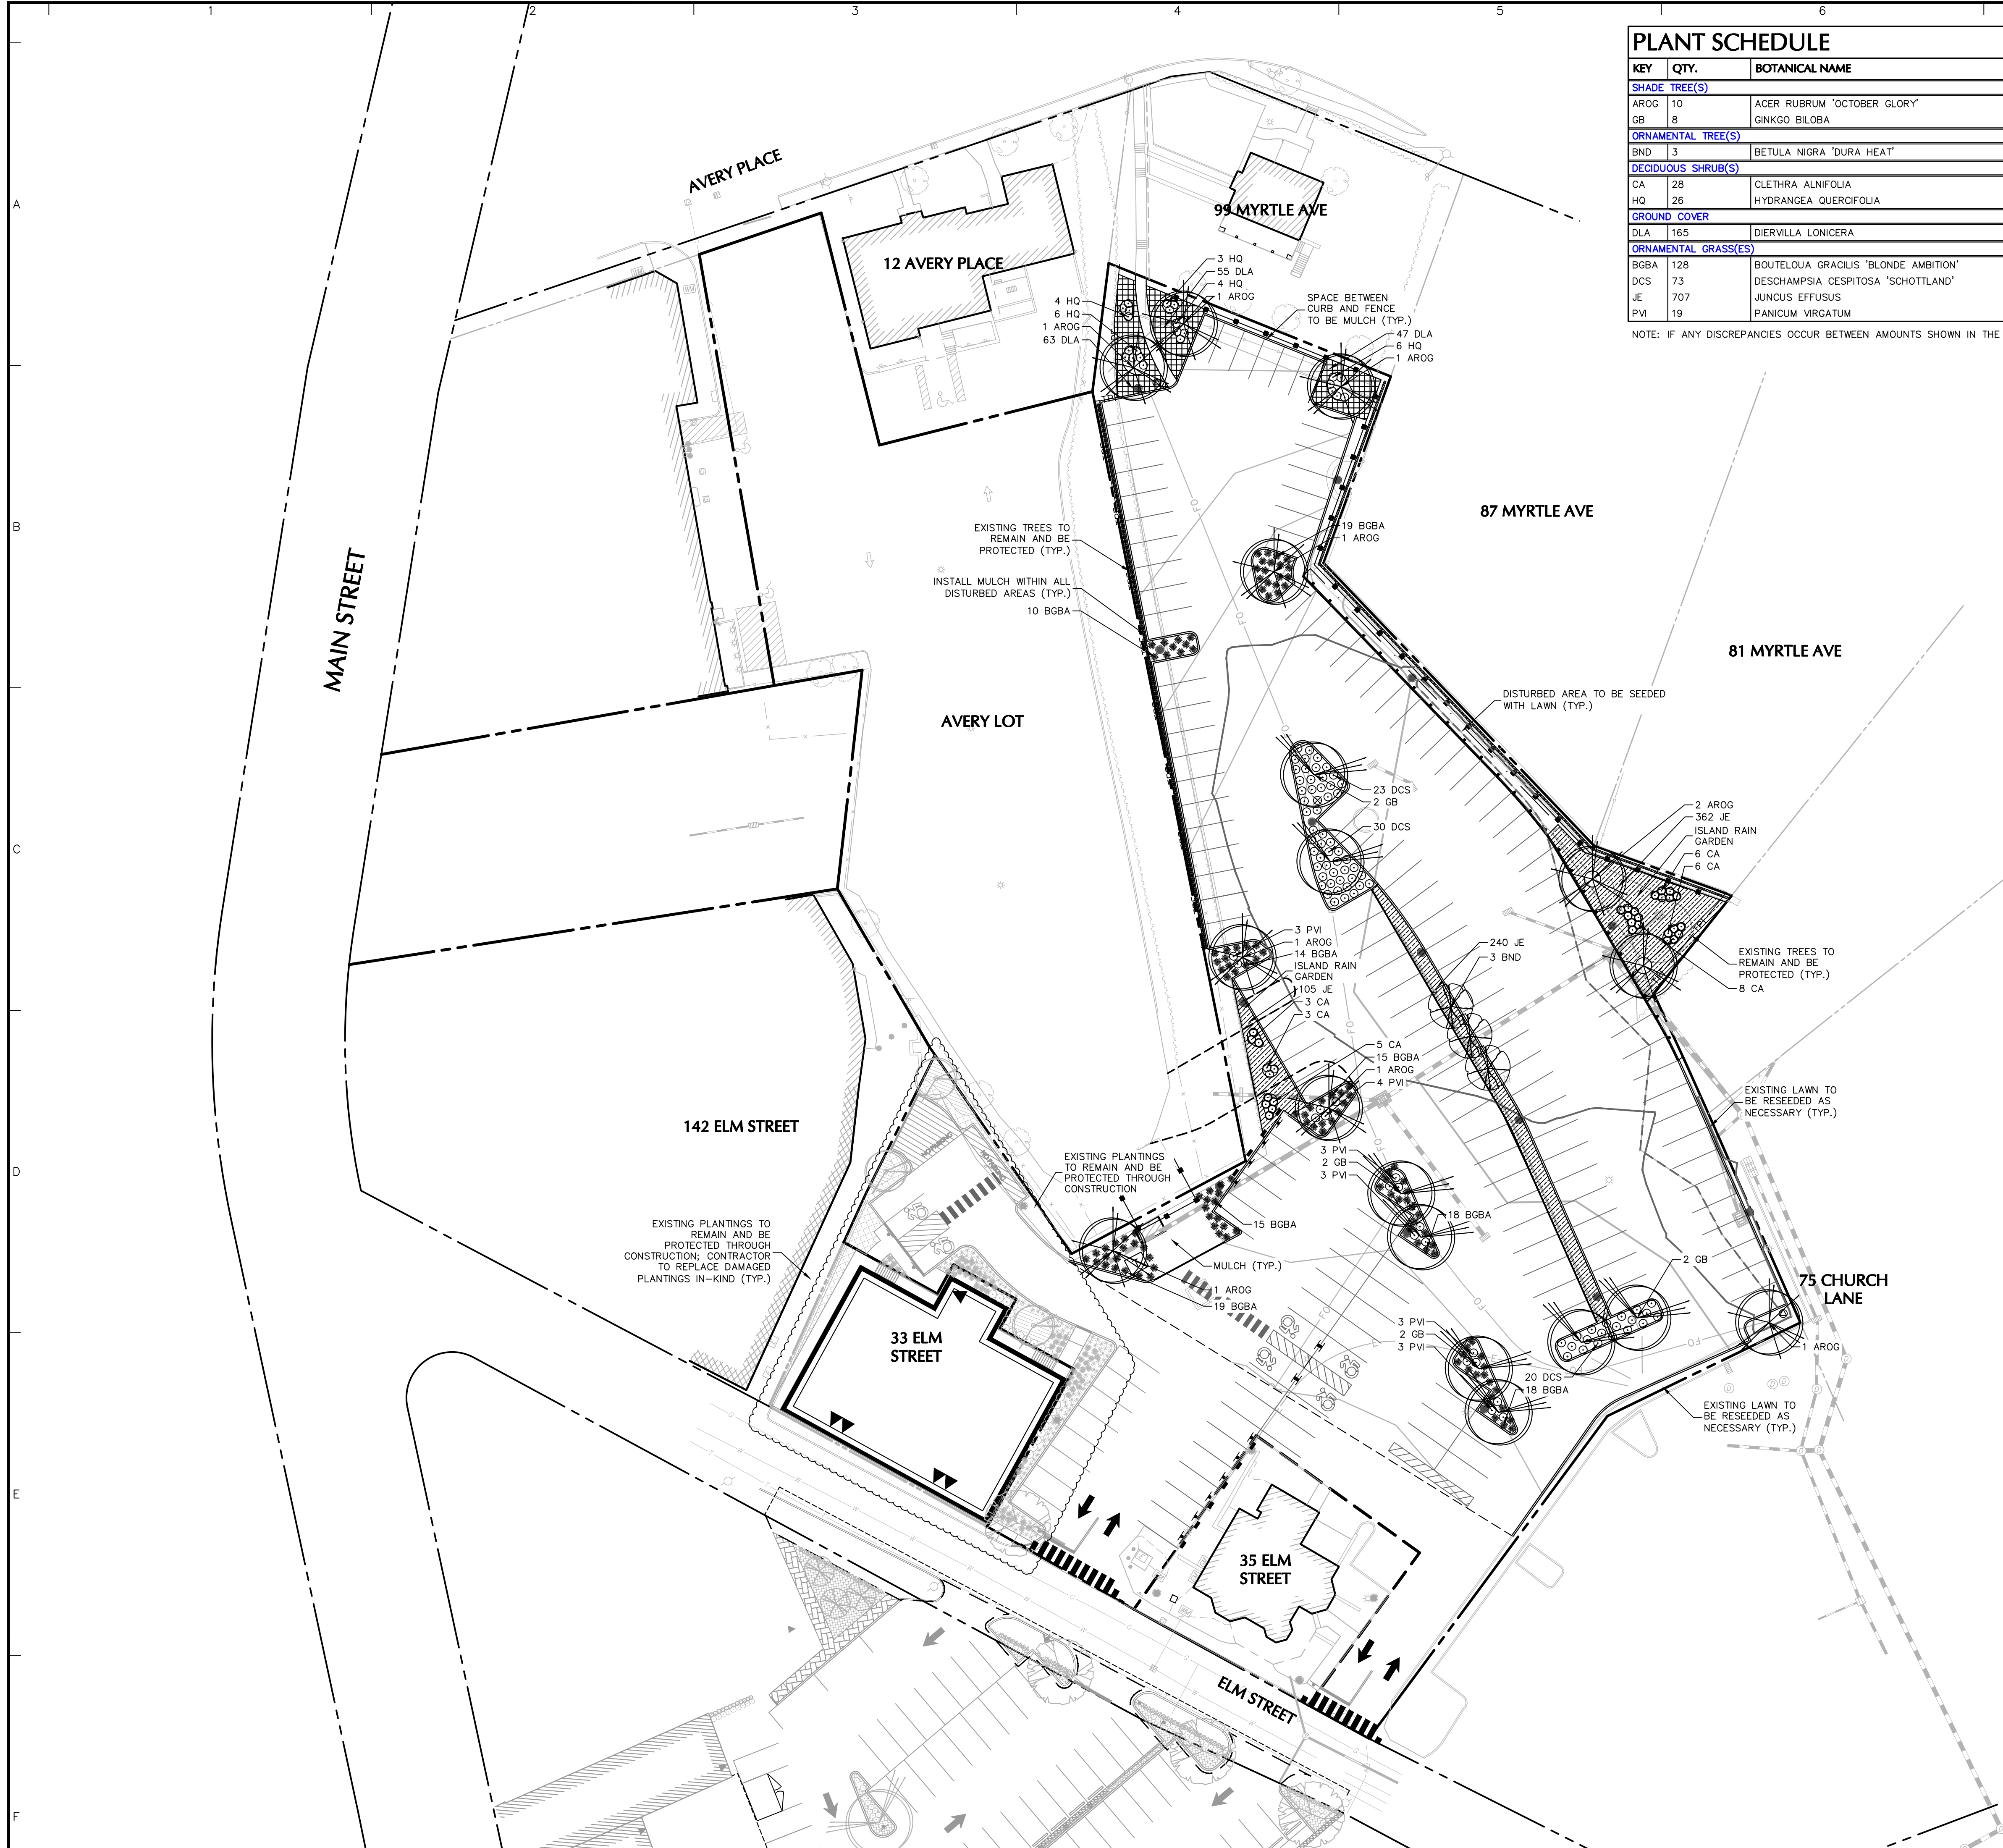 1 2 3 4 5 6
A
B
C
D
E
F
PLANT SCHEDULE
KEY QTY. BOTANICAL NAME
SHADE TREE(S)
AROG 10 ACER RUBRUM 'OCTOBER GLORY'
GB 8 GINKGO BILOBA
ORNAMENTAL TREE(S)
BND 3 BETULA NIGRA 'DURA HEAT'
DECIDUOUS SHRUB(S)
CA 28 CLETHRA ALNIFOLIA
HQ 26 HYDRANGEA QUERCIFOLIA
GROUND COVER
DLA 165 DIERVILLA LONICERA
ORNAMENTAL GRASS(ES)
BGBA 128 BOUTELOUA GRACILIS 'BLONDE AMBITION'
DCS 73 DESCHAMPSIA CESPITOSA 'SCHOTTLAND'
JE 707 JUNCUS EFFUSUS
PVI 19 PANICUM VIRGATUM
NOTE: IF ANY DISCREPANCIES OCCUR BETWEEN AMOUNTS SHOWN IN THE
AVERY PLACE
99 MYRTLE AVE
12 AVERY PLACE
3 HQ
55 DLA
4 HQ
1 AROG
4 HQ
6 HQ
1 AROG
63 DLA
SPACE BETWEEN
CURB AND FENCE
TO BE MULCH (TYP.)
47 DLA
6 HQ
1 AROG
87 MYRTLE AVE
EXISTING TREES TO
REMAIN AND BE
PROTECTED (TYP.)
19 BGBA
1 AROG
INSTALL MULCH WITHIN ALL
DISTURBED AREAS (TYP.)
10 BGBA
MAIN STREET
81 MYRTLE AVE
DISTURBED AREA TO BE SEEDED
WITH LAWN (TYP.)
AVERY LOT
23 DCS
2 GB
30 DCS
2 AROG
362 JE
ISLAND RAIN
GARDEN
6 CA
6 CA
3 PVI
1 AROG
14 BGBA
ISLAND RAIN
GARDEN
105 JE
3 CA
3 CA
240 JE
3 BND
EXISTING TREES TO
REMAIN AND BE
PROTECTED (TYP.)
8 CA
5 CA
15 BGBA
1 AROG
4 PVI
EXISTING LAWN TO
BE RESEEDED AS
NECESSARY (TYP.)
142 ELM STREET
NO PARKING
NO PARKING
EXISTING PLANTINGS
TO REMAIN AND BE
PROTECTED THROUGH
CONSTRUCTION
3 PVI
2 GB
3 PVI
18 BGBA
15 BGBA
EXISTING PLANTINGS TO
REMAIN AND BE
PROTECTED THROUGH
CONSTRUCTION; CONTRACTOR
TO REPLACE DAMAGED
PLANTINGS IN-KIND (TYP.)
MULCH (TYP.)
1 AROG
19 BGBA
2 GB
75 CHURCH
LANE
33 ELM
STREET
3 PVI
2 GB
3 PVI
1 AROG
20 DCS
18 BGBA
EXISTING LAWN TO
BE RESEEDED AS
NECESSARY (TYP.)
35 ELM
STREET
ELM STREET